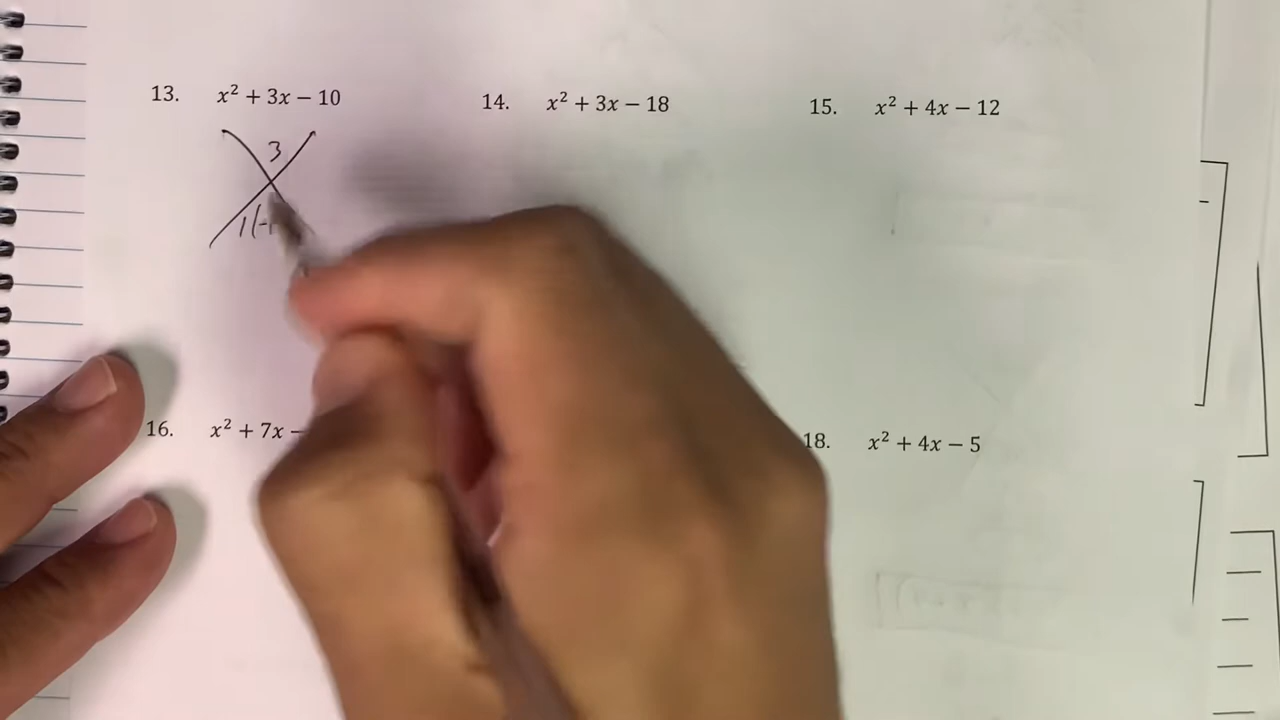 13. x² + 3x − 10 14. x² + 3x − 18 15. x² + 4x − 12
3
1(-
16. x² + 7x − 18. x² + 4x − 5